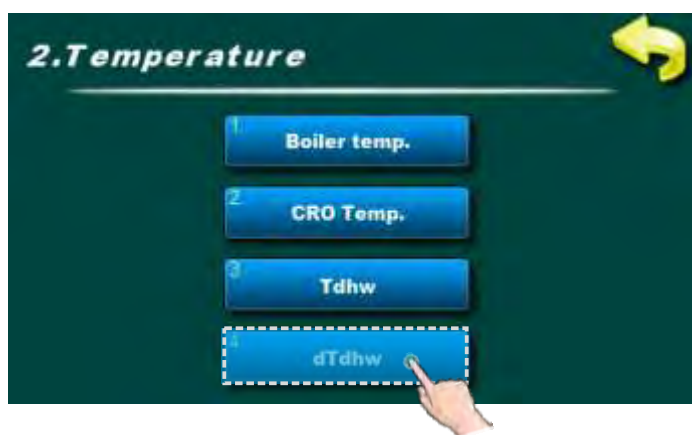 2.Temperature
1
Boiler temp.
2
CRO Temp.
3
Tdhw
4
dTdhw